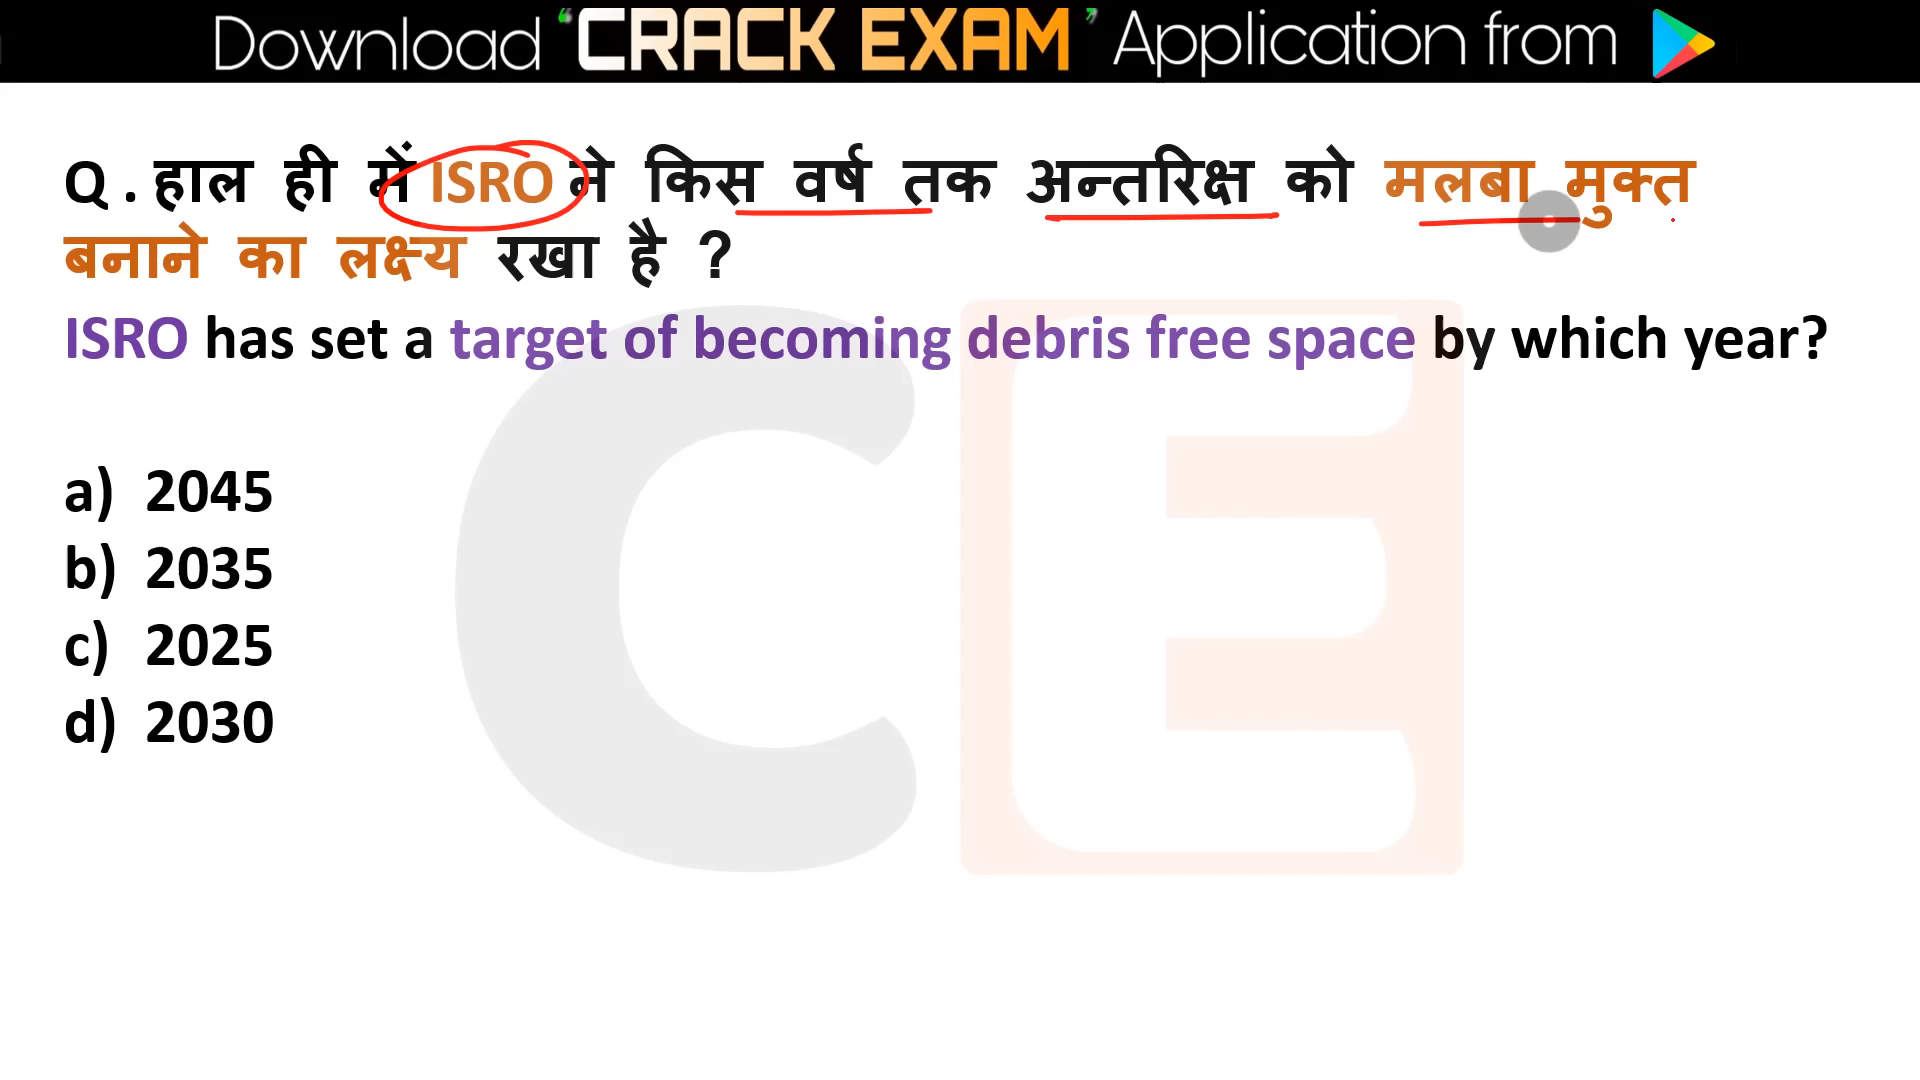 Download ‘CRACK EXAM’ Application from
Q . हाल ही में ISRO ने किस वर्ष तक अन्तरिक्ष को मलबा मुक्त
बनाने का लक्ष्य रखा है ?
ISRO has set a target of becoming debris free space by which year?
a) 2045
b) 2035
c) 2025
d) 2030
CE